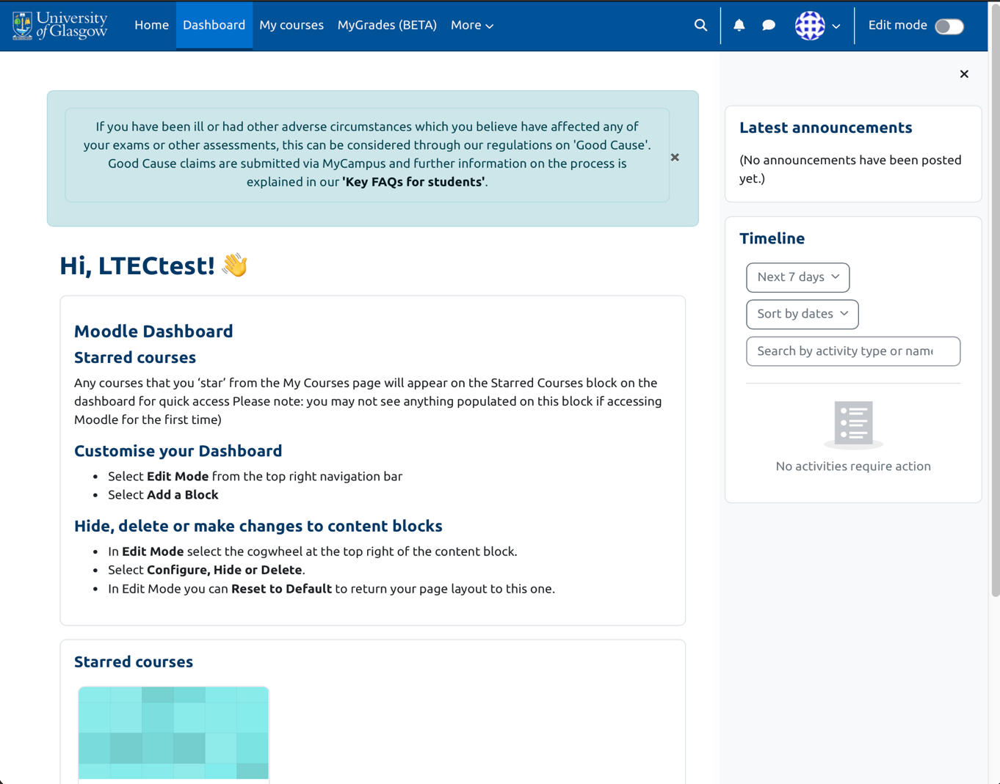 University
of Glasgow
Home
Dashboard
My courses
MyGrades (BETA)
More
Edit mode
If you have been ill or had other adverse circumstances which you believe have affected any of
your exams or other assessments, this can be considered through our regulations on 'Good Cause'.
Good Cause claims are submitted via MyCampus and further information on the process is
explained in our 'Key FAQs for students'.
Hi, LTECtest! 👋
Moodle Dashboard
Starred courses
Any courses that you ‘star’ from the My Courses page will appear on the Starred Courses block on the
dashboard for quick access Please note: you may not see anything populated on this block if accessing
Moodle for the first time)
Customise your Dashboard
• Select Edit Mode from the top right navigation bar
• Select Add a Block
Hide, delete or make changes to content blocks
• In Edit Mode select the cogwheel at the top right of the content block.
• Select Configure, Hide or Delete.
• In Edit Mode you can Reset to Default to return your page layout to this one.
Starred courses
Latest announcements
(No announcements have been posted
yet.)
Timeline
Next 7 days
Sort by dates
Search by activity type or name
No activities require action